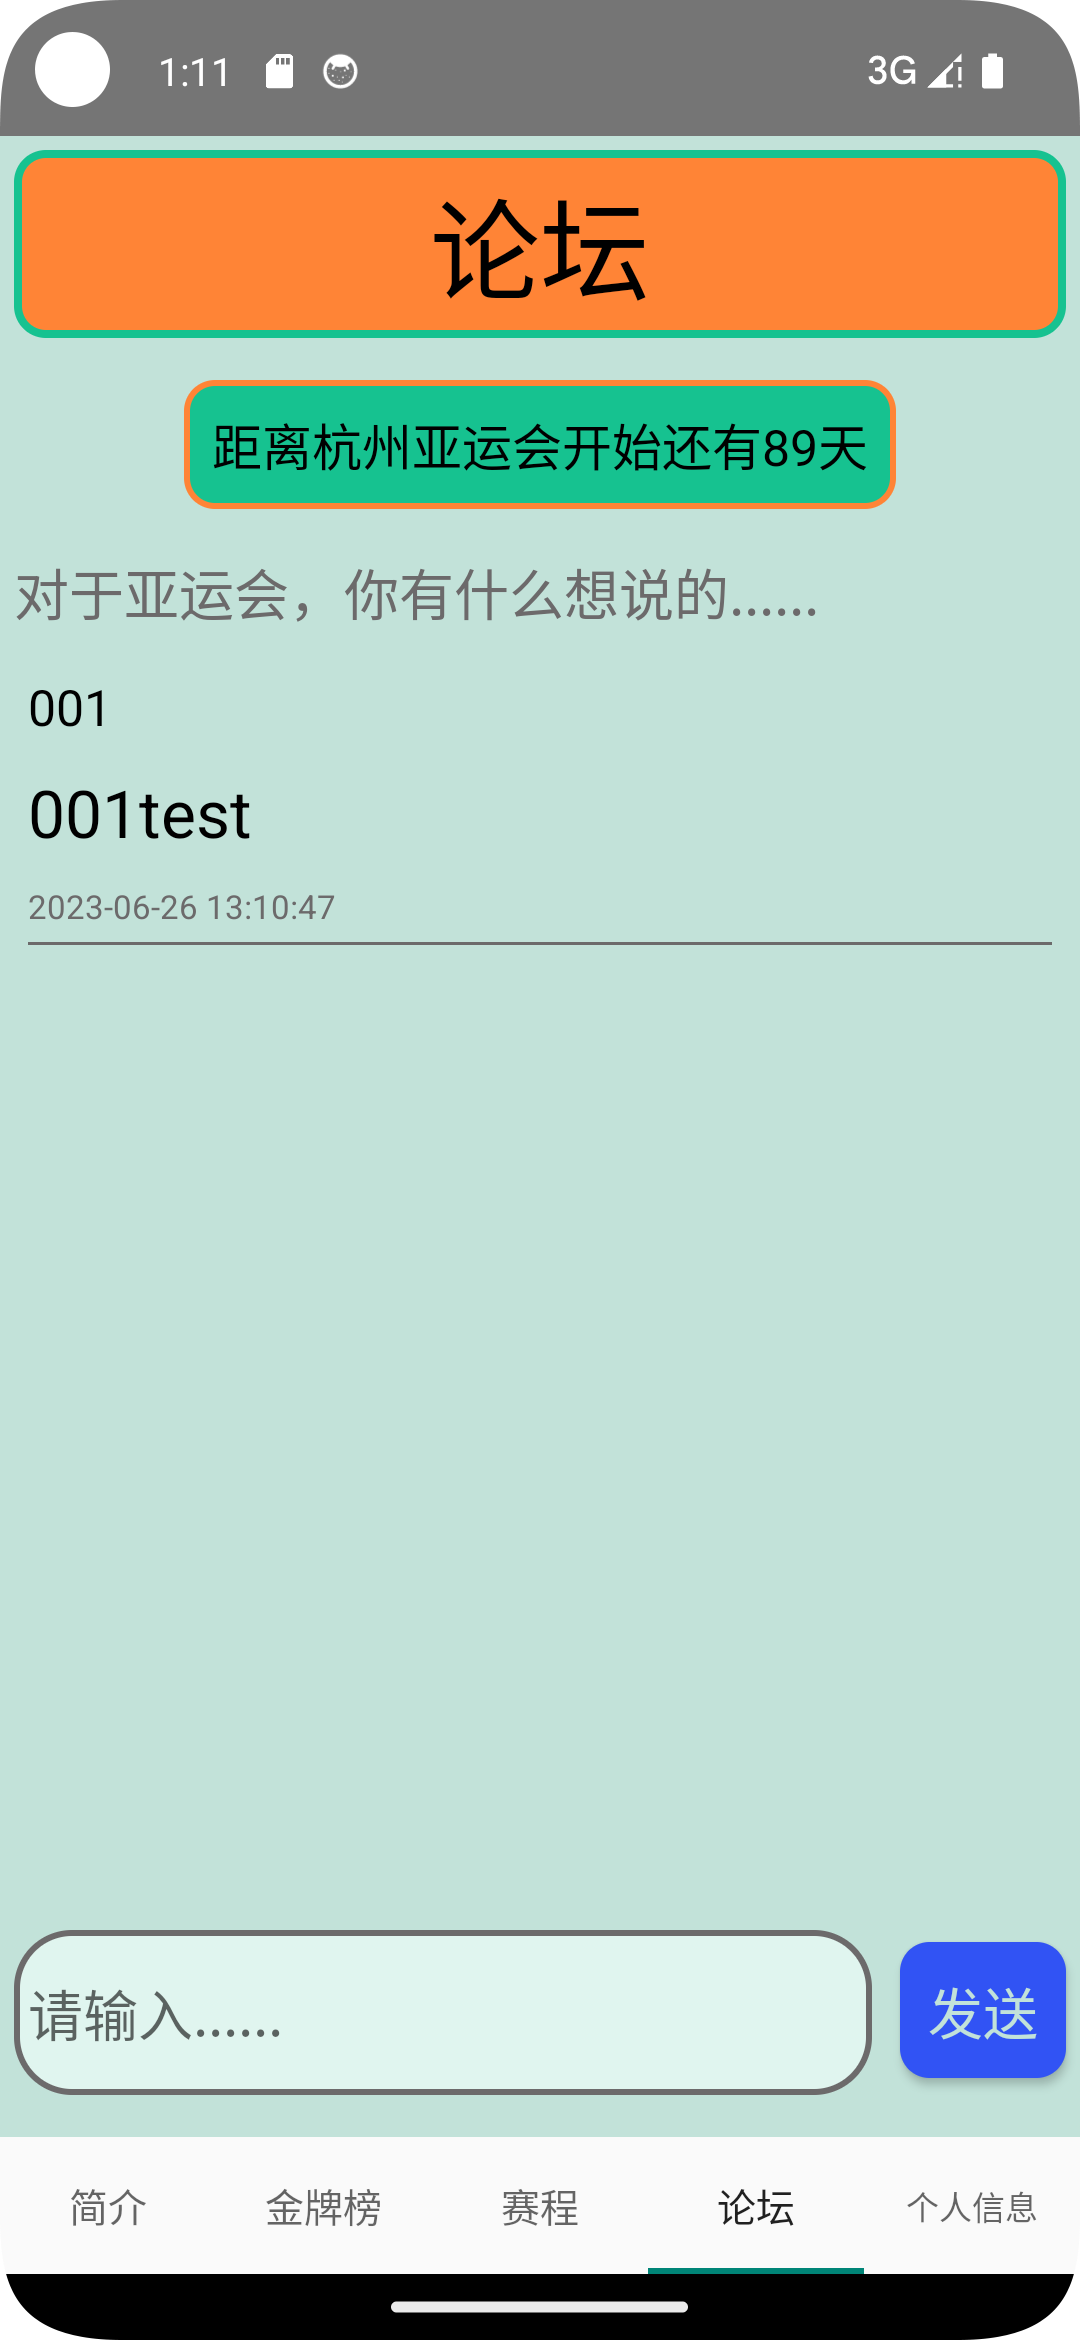 1:11 3G
论坛
距离杭州亚运会开始还有89天
对于亚运会，你有什么想说的......
001
001test
2023-06-26 13:10:47
请输入......
发送
简介 金牌榜 赛程 论坛 个人信息